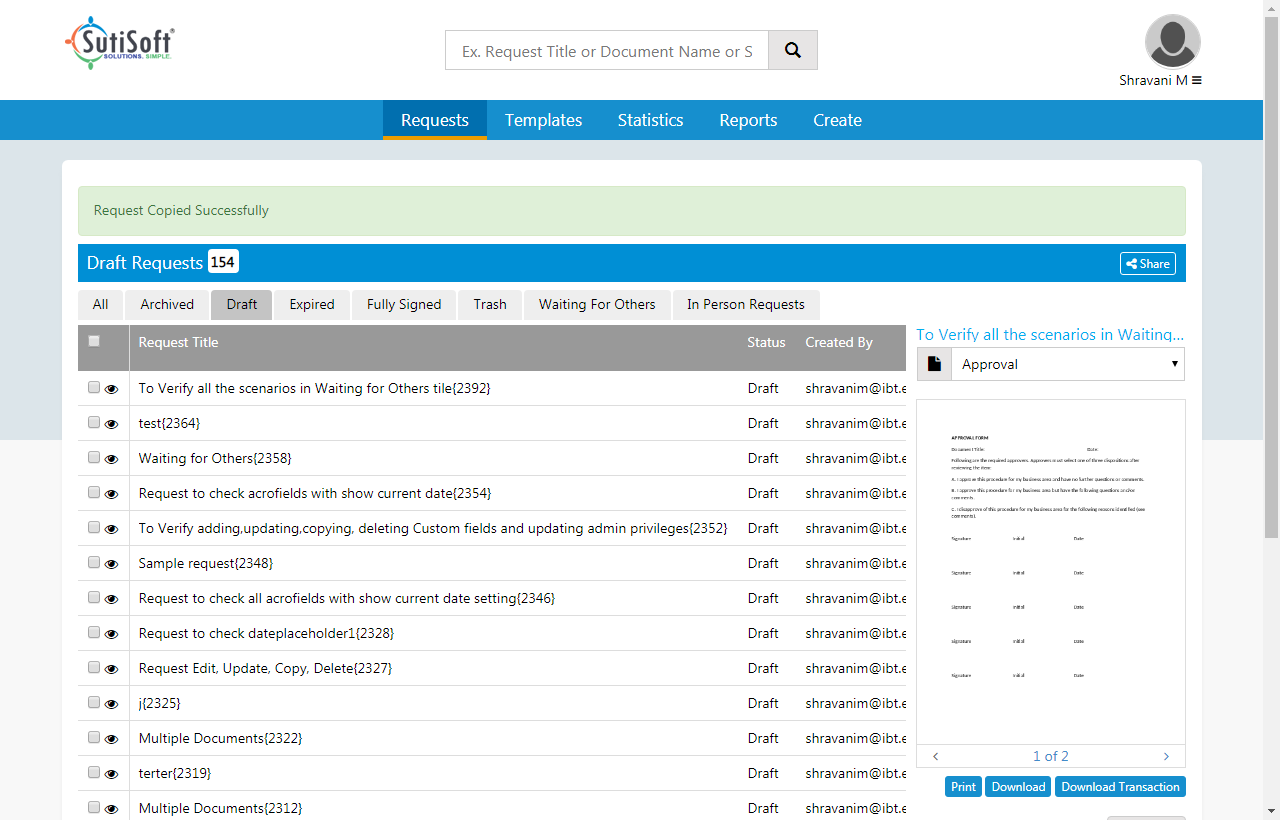 SutiSoft®
SOLUTIONS. SIMPLE.
Ex. Request Title or Document Name or S
Shravani M
Requests Templates Statistics Reports Create
Request Copied Successfully
Draft Requests 154
Share
All Archived Draft Expired Fully Signed Trash Waiting For Others In Person Requests
Request Title Status Created By
To Verify all the scenarios in Waiting for Others tile{2392} Draft shravanim@ibt.e
test{2364} Draft shravanim@ibt.e
Waiting for Others{2358} Draft shravanim@ibt.e
Request to check acrofields with show current date{2354} Draft shravanim@ibt.e
To Verify adding,updating,copying, deleting Custom fields and updating admin privileges{2352} Draft shravanim@ibt.e
Sample request{2348} Draft shravanim@ibt.e
Request to check all acrofields with show current date setting{2346} Draft shravanim@ibt.e
Request to check dateplaceholder1{2328} Draft shravanim@ibt.e
Request Edit, Update, Copy, Delete{2327} Draft shravanim@ibt.e
j{2325} Draft shravanim@ibt.e
Multiple Documents{2322} Draft shravanim@ibt.e
terter{2319} Draft shravanim@ibt.e
Multiple Documents{2312} Draft shravanim@ibt.e
To Verify all the scenarios in Waiting...
Approval
APPROVAL FORM
Document Title: Date:
Following are the required approvers. Approvers must select one of three dispositions after
reviewing the item:
A. I approve this procedure for my business area and have no further questions or comments.
B. I approve this procedure for my business area but have the following questions and/or
comments.
C. I disapprove of this procedure for my business area for the following reasons identified (see
comments).
Signature Initial Date
Signature Initial Date
Signature Initial Date
Signature Initial Date
Signature Initial Date
1 of 2
Print Download Download Transaction